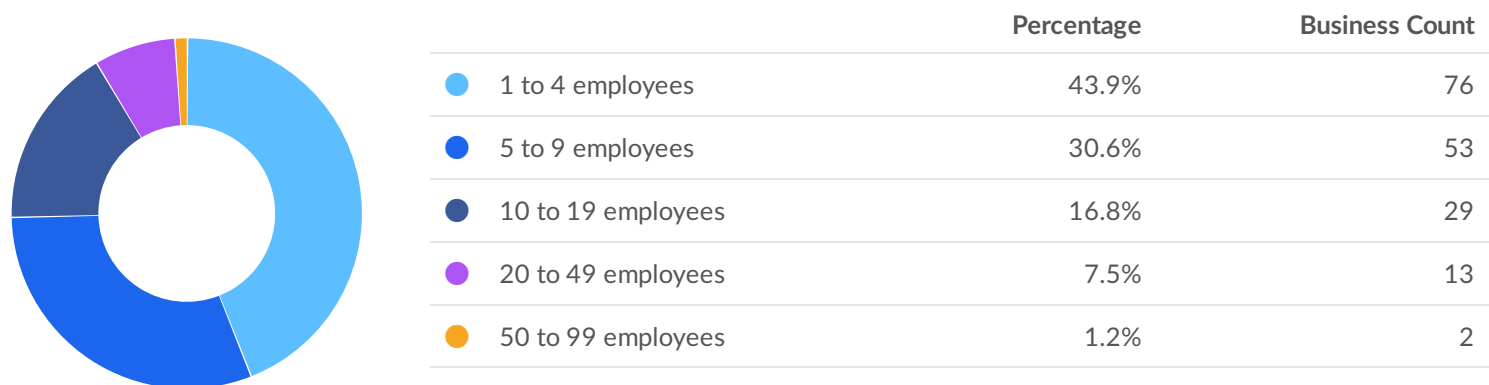 Percentage Business Count
1 to 4 employees 43.9% 76
5 to 9 employees 30.6% 53
10 to 19 employees 16.8% 29
20 to 49 employees 7.5% 13
50 to 99 employees 1.2% 2